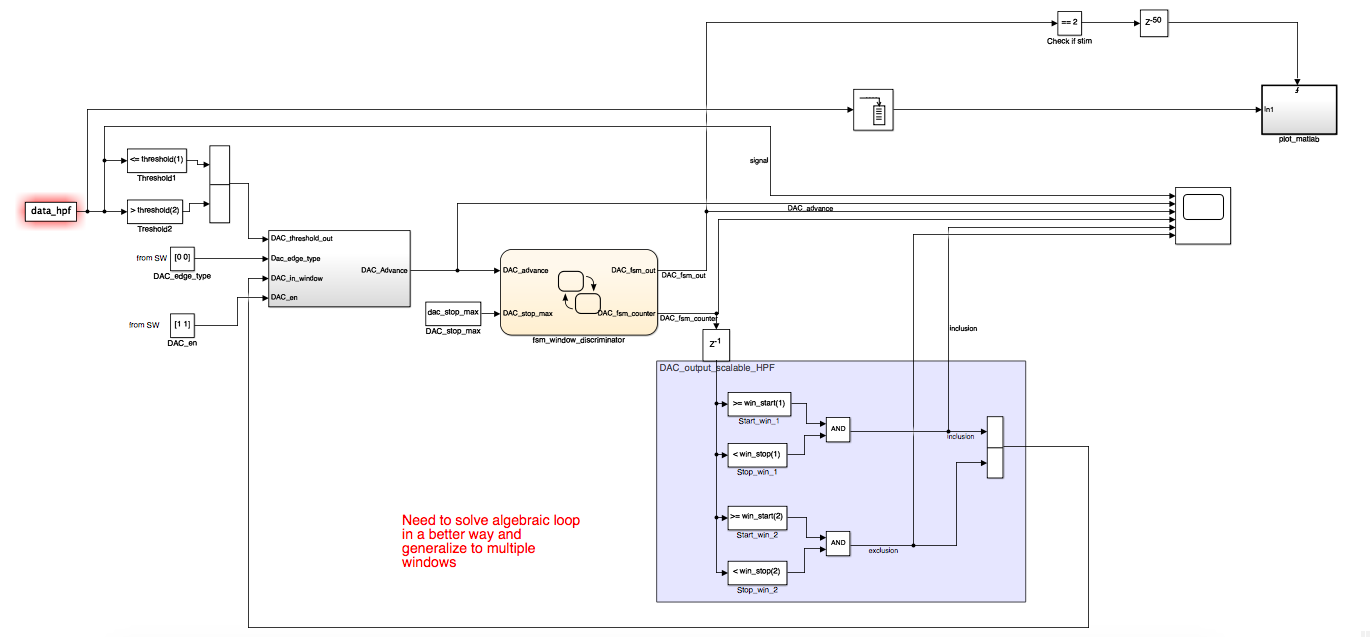 == 2
Check if stim
Z-50
In1
plot_matlab
signal
<= threshold(1)
Threshold1
data_hpf
> threshold(2)
Treshold2
DAC_advance
DAC_threshold_out
from SW
[0 0]
Dac_edge_type
DAC_edge_type
DAC_Advance
DAC_in_window
DAC_en
from SW
[1 1]
DAC_en
DAC_advance
DAC_fsm_out
DAC_fsm_out
dac_stop_max
DAC_stop_max
DAC_stop_max
DAC_fsm_counter
DAC_fsm_counter
fsm_window_discriminator
inclusion
Z-1
DAC_output_scalable_HPF
>= win_start(1)
Start_win_1
AND
inclusion
< win_stop(1)
Stop_win_1
>= win_start(2)
Start_win_2
AND
exclusion
< win_stop(2)
Stop_win_2
Need to solve algebraic loop
in a better way and
generalize to multiple
windows